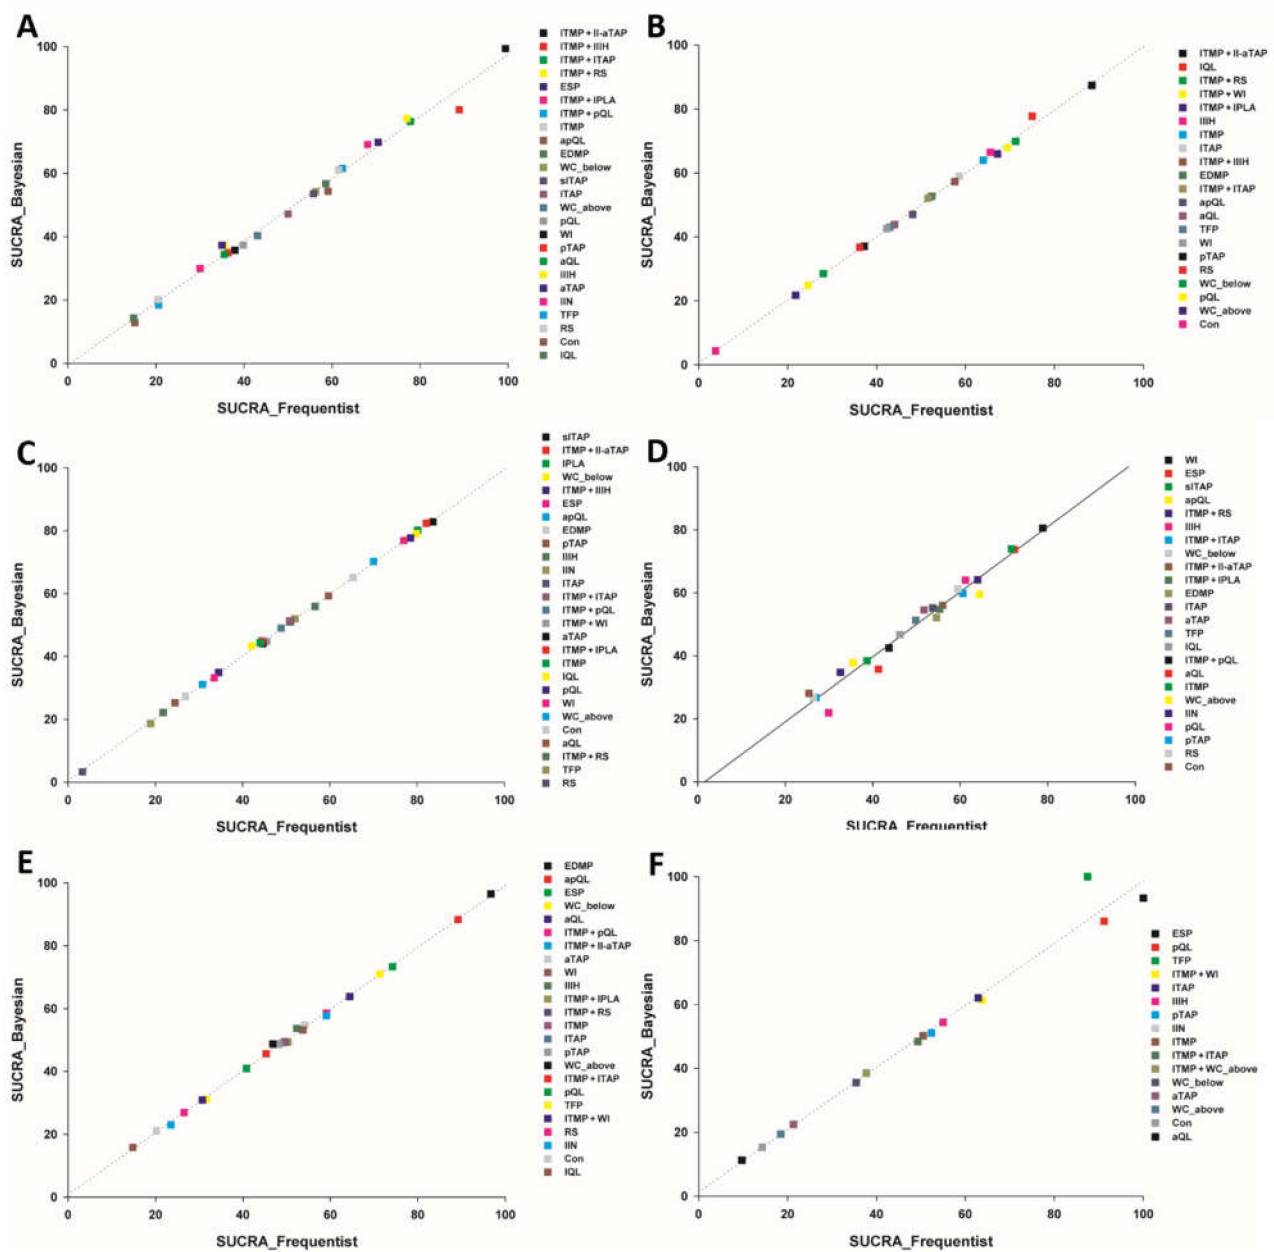 A
SUCRA_Bayesian
100
80
60
40
20
0
0 20 40 60 80 100
SUCRA_Frequentist
ITMP + II-aTAP
ITMP + IIIH
ITMP + ITAP
ITMP + RS
ESP
ITMP + IPLA
ITMP + pQL
ITMP
apQL
EDMP
WC_below
sITAP
ITAP
WC_above
pQL
WI
pTAP
aQL
IIIH
aTAP
IIN
TFP
RS
Con
IQL
B
SUCRA_Bayesian
100
80
60
40
20
0
0 20 40 60 80 100
SUCRA_Frequentist
ITMP + II-aTAP
IQL
ITMP + RS
ITMP + WI
ITMP + IPLA
IIIH
ITMP
ITAP
ITMP + IIIH
EDMP
ITMP + ITAP
apQL
aQL
TFP
WI
pTAP
RS
WC_below
pQL
WC_above
Con
C
SUCRA_Bayesian
100
80
60
40
20
0
0 20 40 60 80 100
SUCRA_Frequentist
sITAP
ITMP + II-aTAP
IPLA
WC_below
ITMP + IIIH
ESP
apQL
EDMP
pTAP
IIIH
IIN
ITAP
ITMP + ITAP
ITMP + pQL
ITMP + WI
aTAP
ITMP + IPLA
ITMP
IQL
pQL
WI
WC_above
Con
aQL
ITMP + RS
TFP
RS
D
SUCRA_Bayesian
100
80
60
40
20
0
0 20 40 60 80 100
SUCRA_Frequentist
WI
ESP
sITAP
apQL
ITMP + RS
IIIH
ITMP + ITAP
WC_below
ITMP + II-aTAP
ITMP + IPLA
EDMP
ITAP
aTAP
TFP
IQL
ITMP + pQL
aQL
ITMP
WC_above
IIN
pQL
pTAP
RS
Con
E
SUCRA_Bayesian
100
80
60
40
20
0
0 20 40 60 80 100
SUCRA_Frequentist
EDMP
apQL
ESP
WC_below
aQL
ITMP + pQL
ITMP + II-aTAP
aTAP
WI
IIIH
ITMP + IPLA
ITMP + RS
ITMP
ITAP
pTAP
WC_above
ITMP + ITAP
pQL
TFP
ITMP + WI
RS
IIN
Con
IQL
F
SUCRA_Bayesian
100
80
60
40
20
0
0 20 40 60 80 100
SUCRA_Frequentist
ESP
pQL
TFP
ITMP + WI
ITAP
IIIH
pTAP
IIN
ITMP
ITMP + ITAP
ITMP + WC_above
WC_below
aTAP
WC_above
Con
aQL